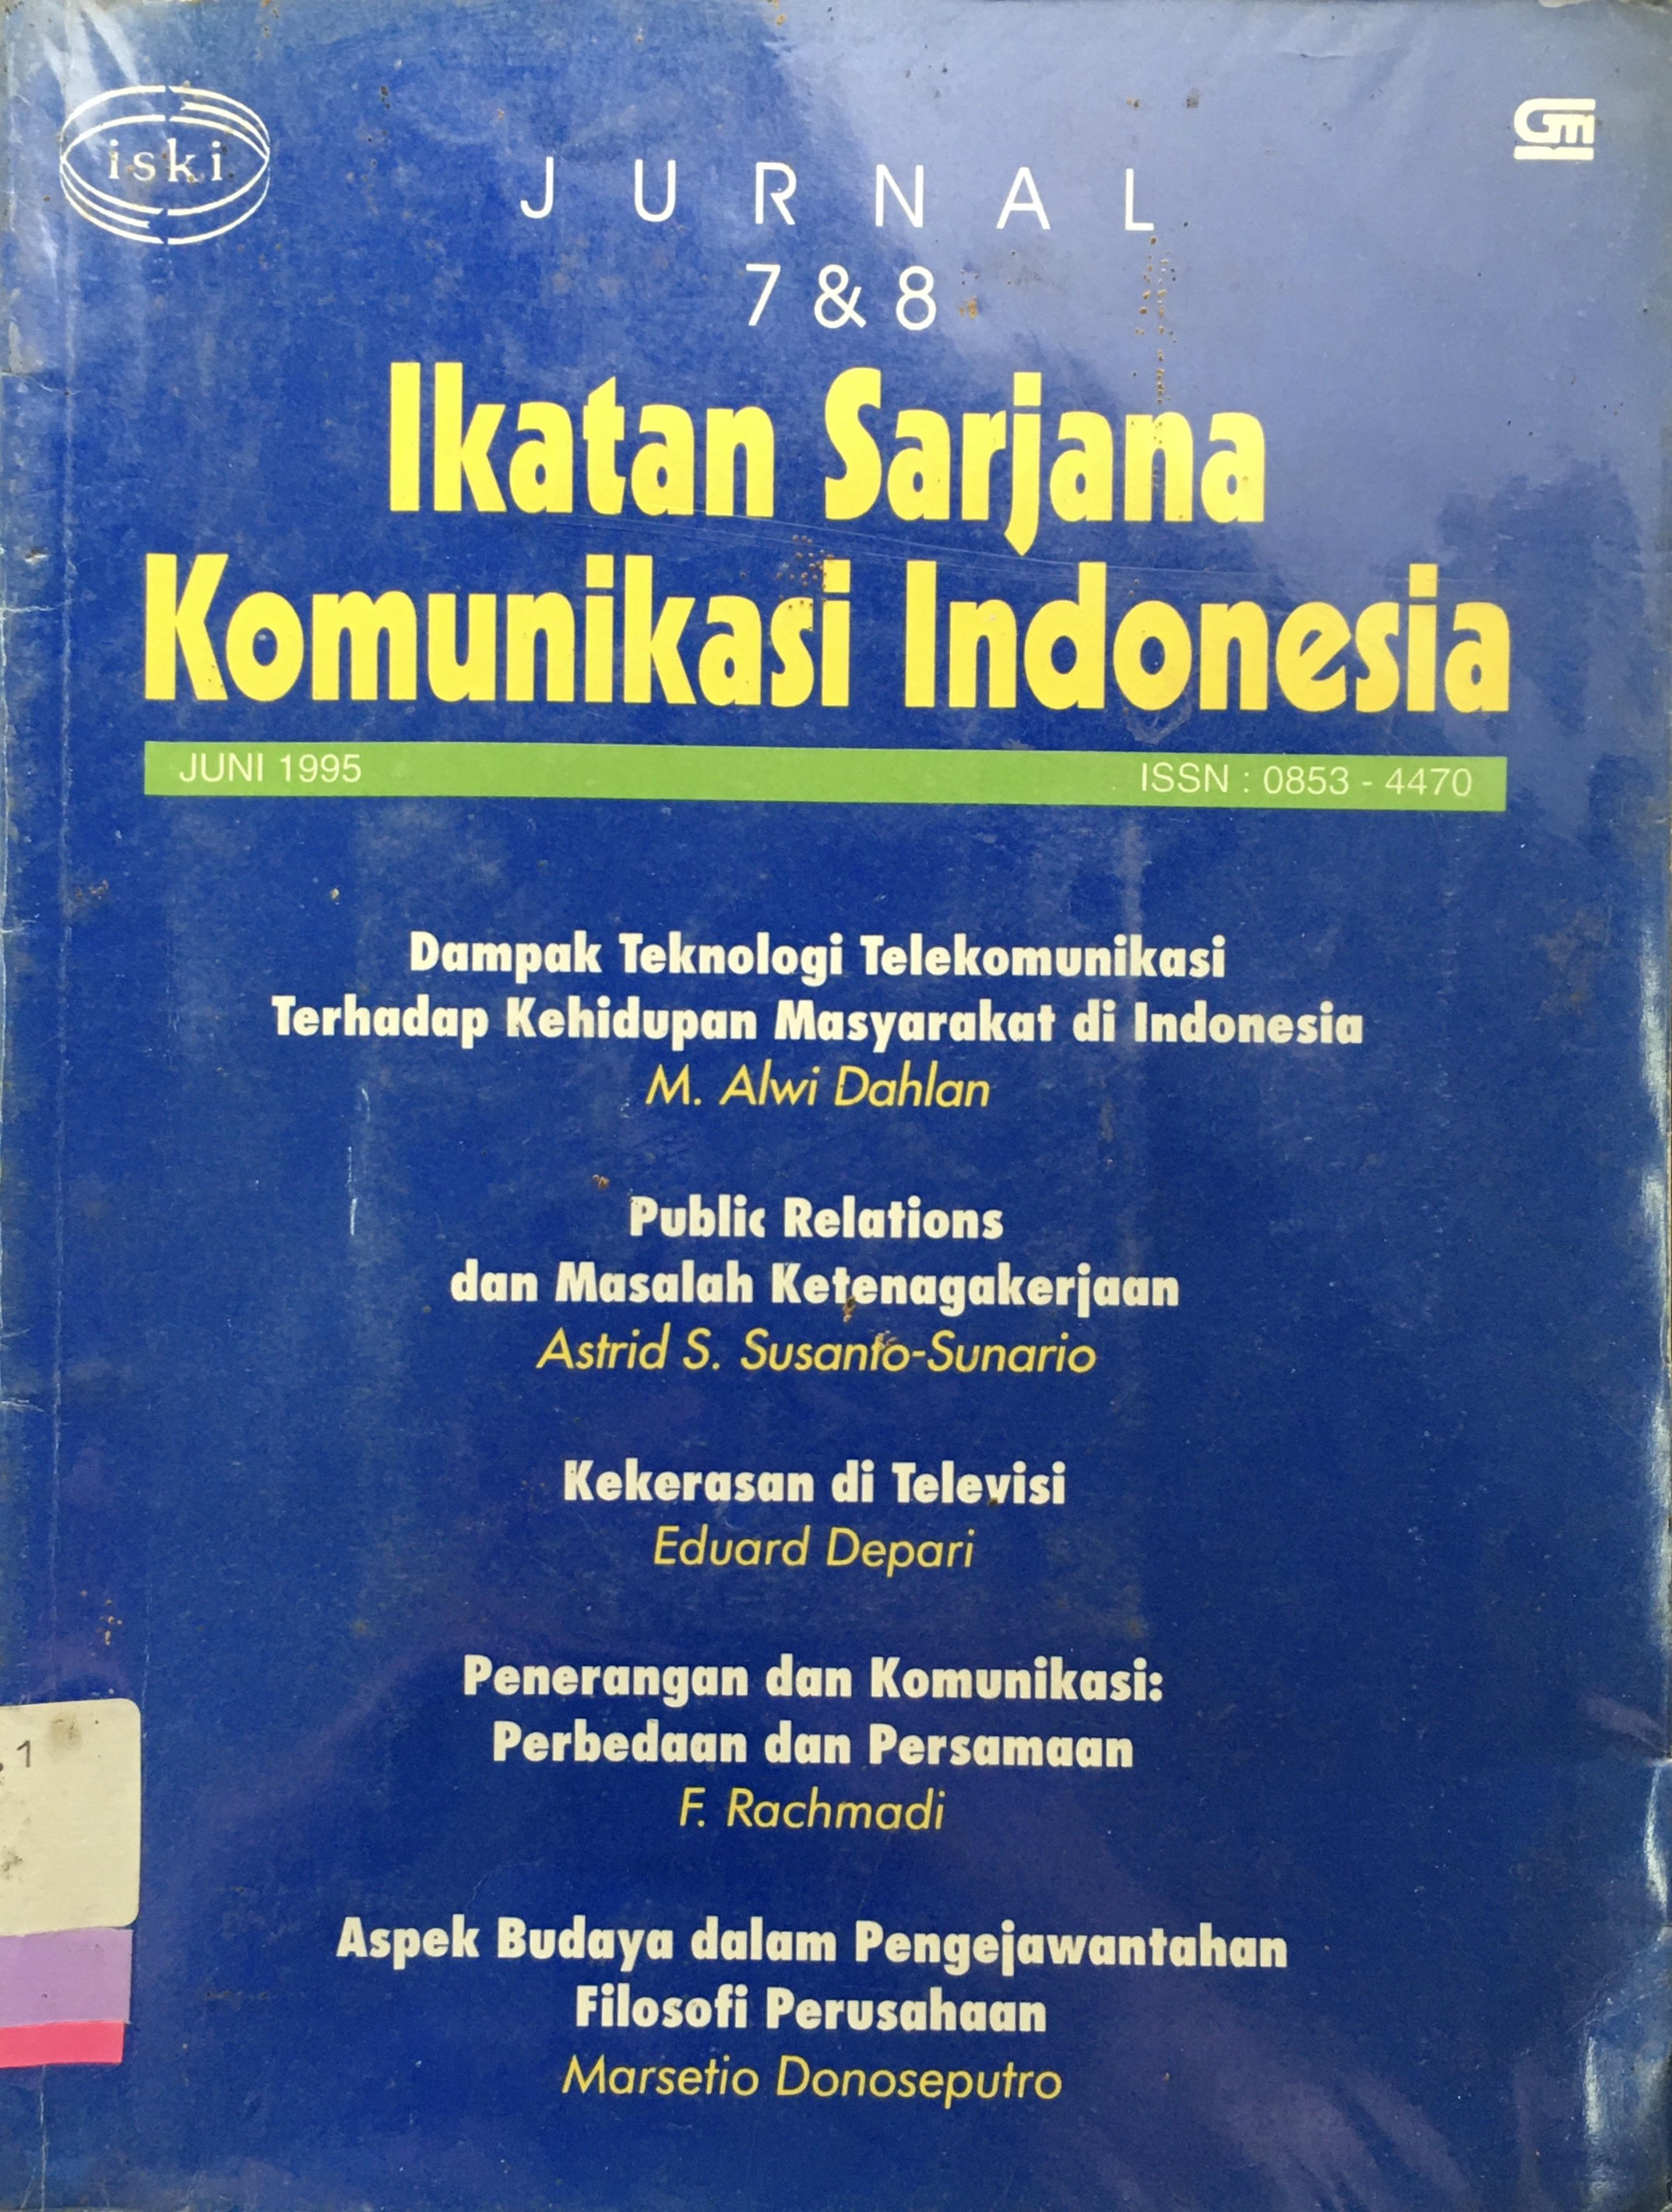 iski
GM
J U R N A L
7 & 8
Ikatan Sarjana
Komunikasi Indonesia
JUNI 1995
ISSN : 0853 - 4470
Dampak Teknologi Telekomunikasi
Terhadap Kehidupan Masyarakat di Indonesia
M. Alwi Dahlan
Public Relations
dan Masalah Ketenagakerjaan
Astrid S. Susanto-Sunario
Kekerasan di Televisi
Eduard Depari
Penerangan dan Komunikasi:
Perbedaan dan Persamaan
F. Rachmadi
1
Aspek Budaya dalam Pengejawantahan
Filosofi Perusahaan
Marsetio Donoseputro